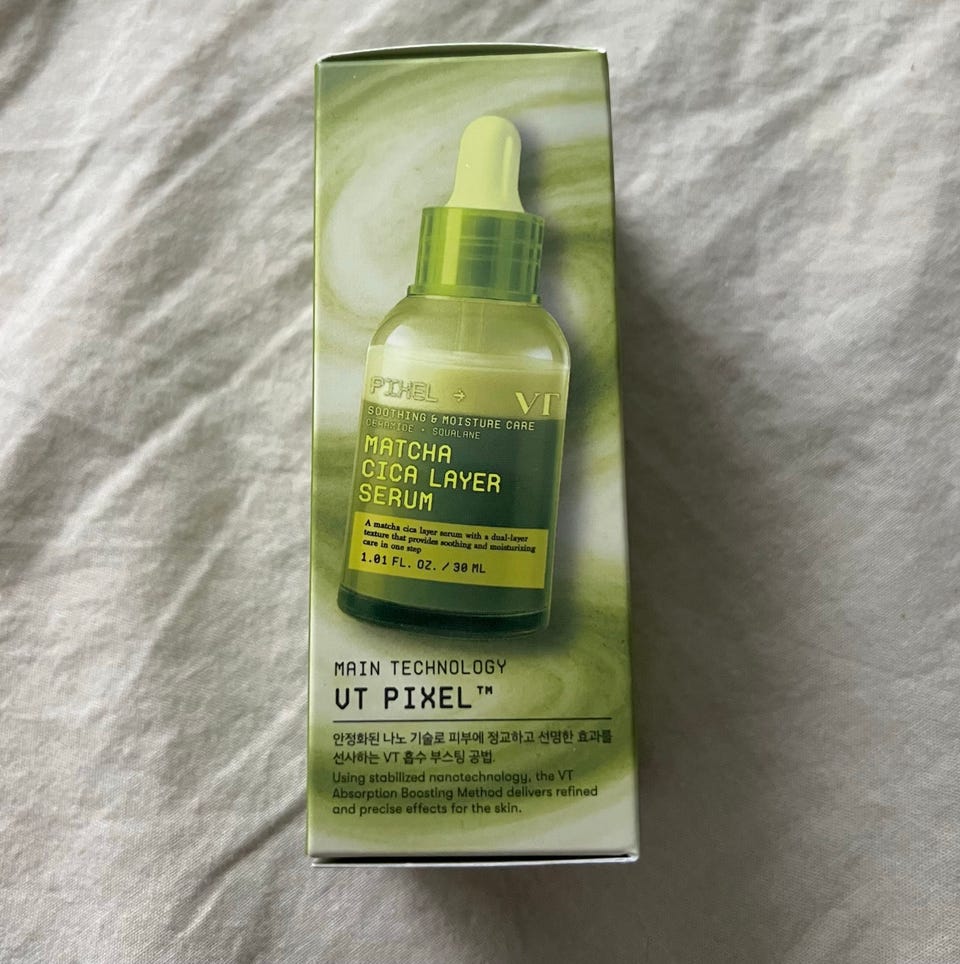 PIXEL → VT
SOOTHING & MOISTURE CARE
CERAMIDE + SQUALANE
MATCHA
CICA LAYER
SERUM
A matcha cica layer serum with a dual-layer
texture that provides soothing and moisturizing
care in one step
1.01 FL. OZ. / 30 ML
MAIN TECHNOLOGY
VT PIXEL™
안정화된 나노 기술로 피부에 정교하고 선명한 효과를
선사하는 VT 흡수 부스팅 공법.
Using stabilized nanotechnology, the VT
Absorption Boosting Method delivers refined
and precise effects for the skin.